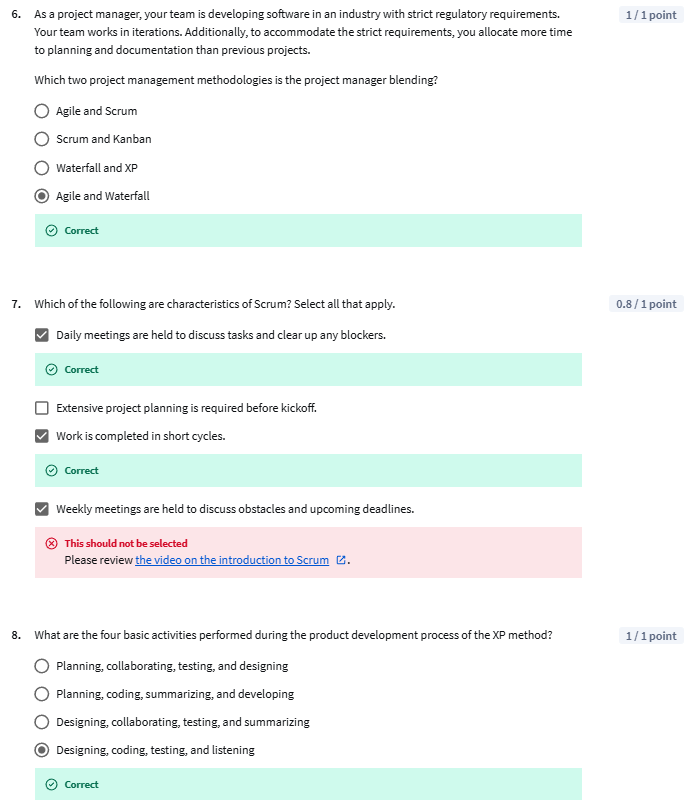 6. As a project manager, your team is developing software in an industry with strict regulatory requirements.
1 / 1 point
Your team works in iterations. Additionally, to accommodate the strict requirements, you allocate more time
to planning and documentation than previous projects.
Which two project management methodologies is the project manager blending?
Agile and Scrum
Scrum and Kanban
Waterfall and XP
Agile and Waterfall
Correct
7. Which of the following are characteristics of Scrum? Select all that apply.
0.8 / 1 point
Daily meetings are held to discuss tasks and clear up any blockers.
Correct
Extensive project planning is required before kickoff.
Work is completed in short cycles.
Correct
Weekly meetings are held to discuss obstacles and upcoming deadlines.
This should not be selected
Please review the video on the introduction to Scrum .
8. What are the four basic activities performed during the product development process of the XP method?
1 / 1 point
Planning, collaborating, testing, and designing
Planning, coding, summarizing, and developing
Designing, collaborating, testing, and summarizing
Designing, coding, testing, and listening
Correct